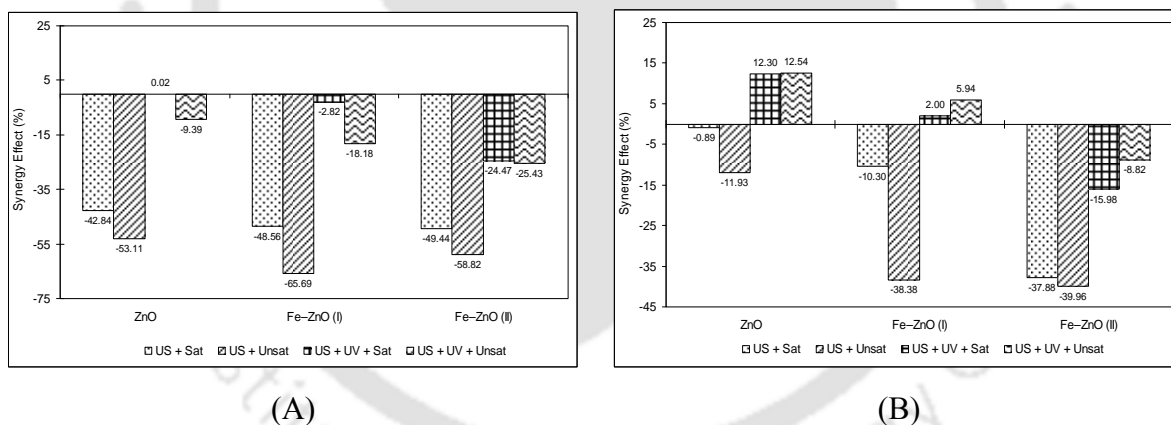 25
5
-15
-35
-55
-75
Synergy Effect (%)
0.02
-9.39
-42.84
-53.11
-2.82
-18.18
-48.56
-65.69
-24.47
-25.43
-49.44
-58.82
ZnO
Fe–ZnO (I)
Fe–ZnO (II)
US + Sat
US + Unsat
US + UV + Sat
US + UV + Unsat
(A)
25
15
5
-5
-15
-25
-35
-45
Synergy Effect (%)
12.30
12.54
-0.89
-11.93
2.00
5.94
-10.30
-38.38
-8.82
-15.98
-37.88
-39.96
ZnO
Fe–ZnO (I)
Fe–ZnO (II)
US + Sat
US + Unsat
US + UV + Sat
US + UV + Unsat
(B)